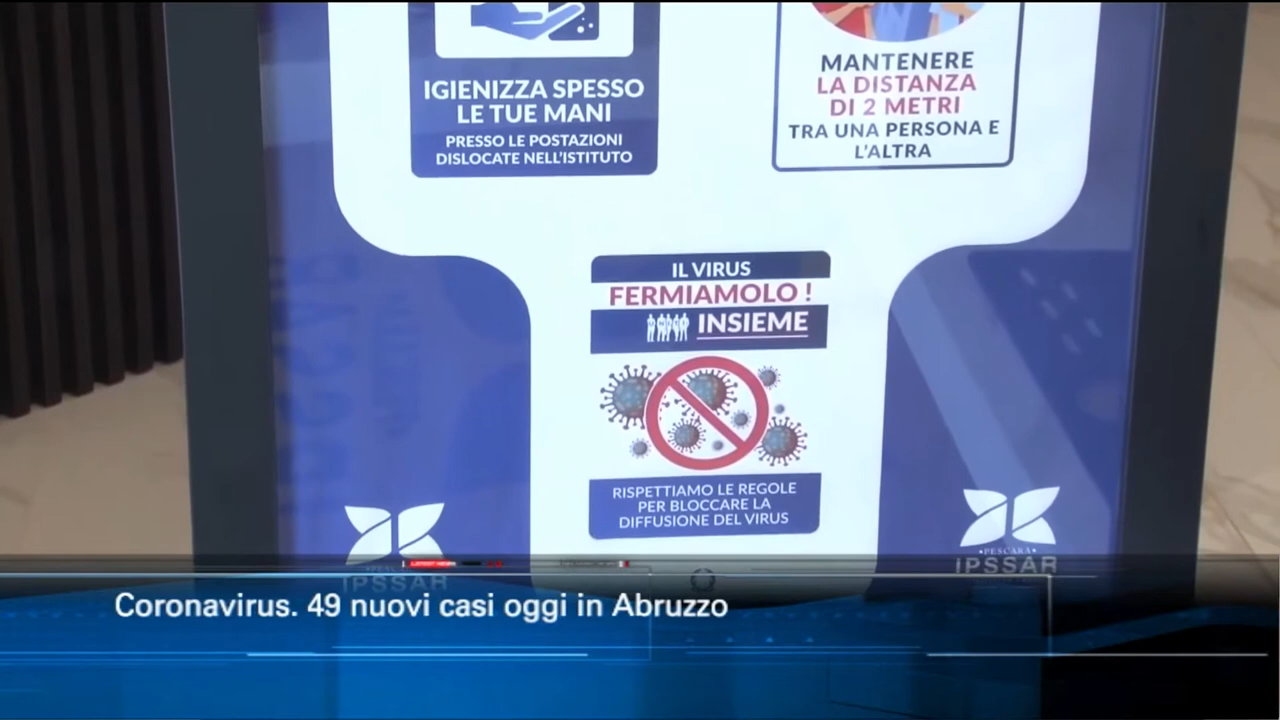 IGIENIZZA SPESSO
LE TUE MANI
PRESSO LE POSTAZIONI
DISLOCATE NELL'ISTITUTO
MANTENERE
LA DISTANZA
DI 2 METRI
TRA UNA PERSONA E
L'ALTRA
IL VIRUS
FERMIAMOLO !
INSIEME
RISPETTIAMO LE REGOLE
PER BLOCCARE LA
DIFFUSIONE DEL VIRUS
IPSSAR
•PESCARA•
IPSSAR
LATEST NEWS
Coronavirus. 49 nuovi casi oggi in Abruzzo